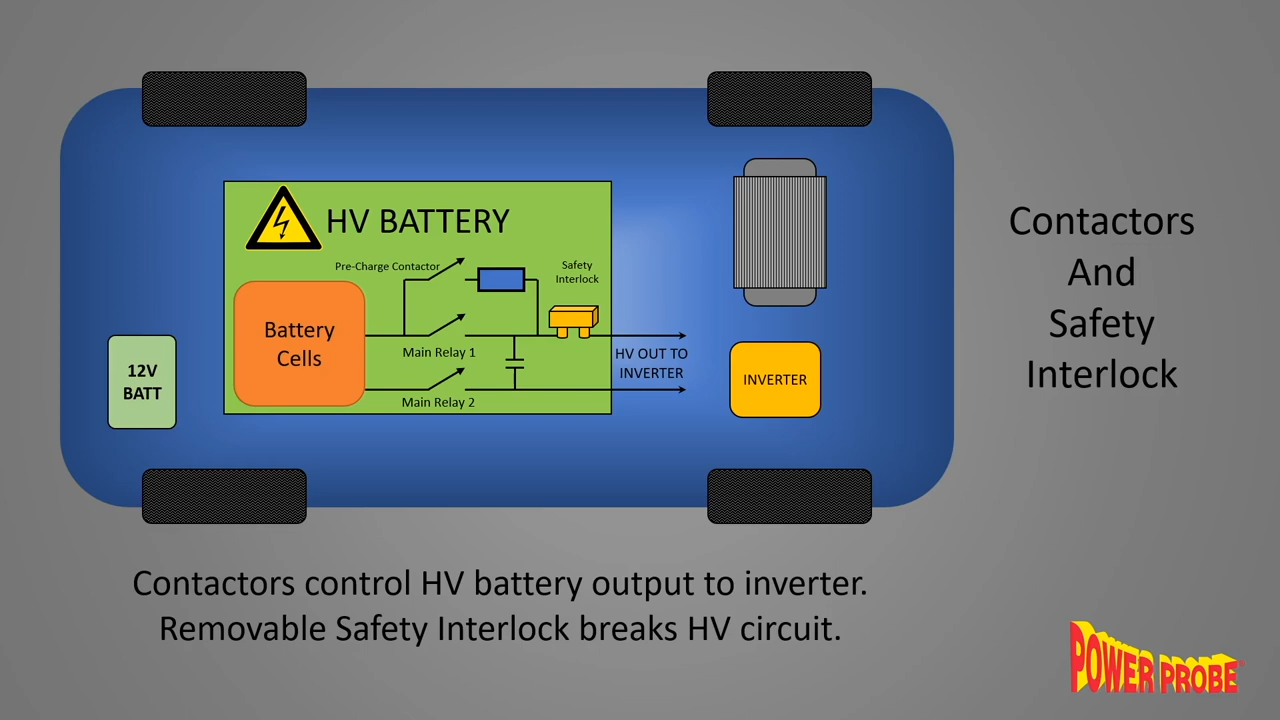 HV BATTERY
Pre-Charge Contactor
Safety
Interlock
Battery
Cells
Main Relay 1
Main Relay 2
HV OUT TO
INVERTER
12V
BATT
INVERTER
Contactors
And
Safety
Interlock
Contactors control HV battery output to inverter.
Removable Safety Interlock breaks HV circuit.
POWER PROBE